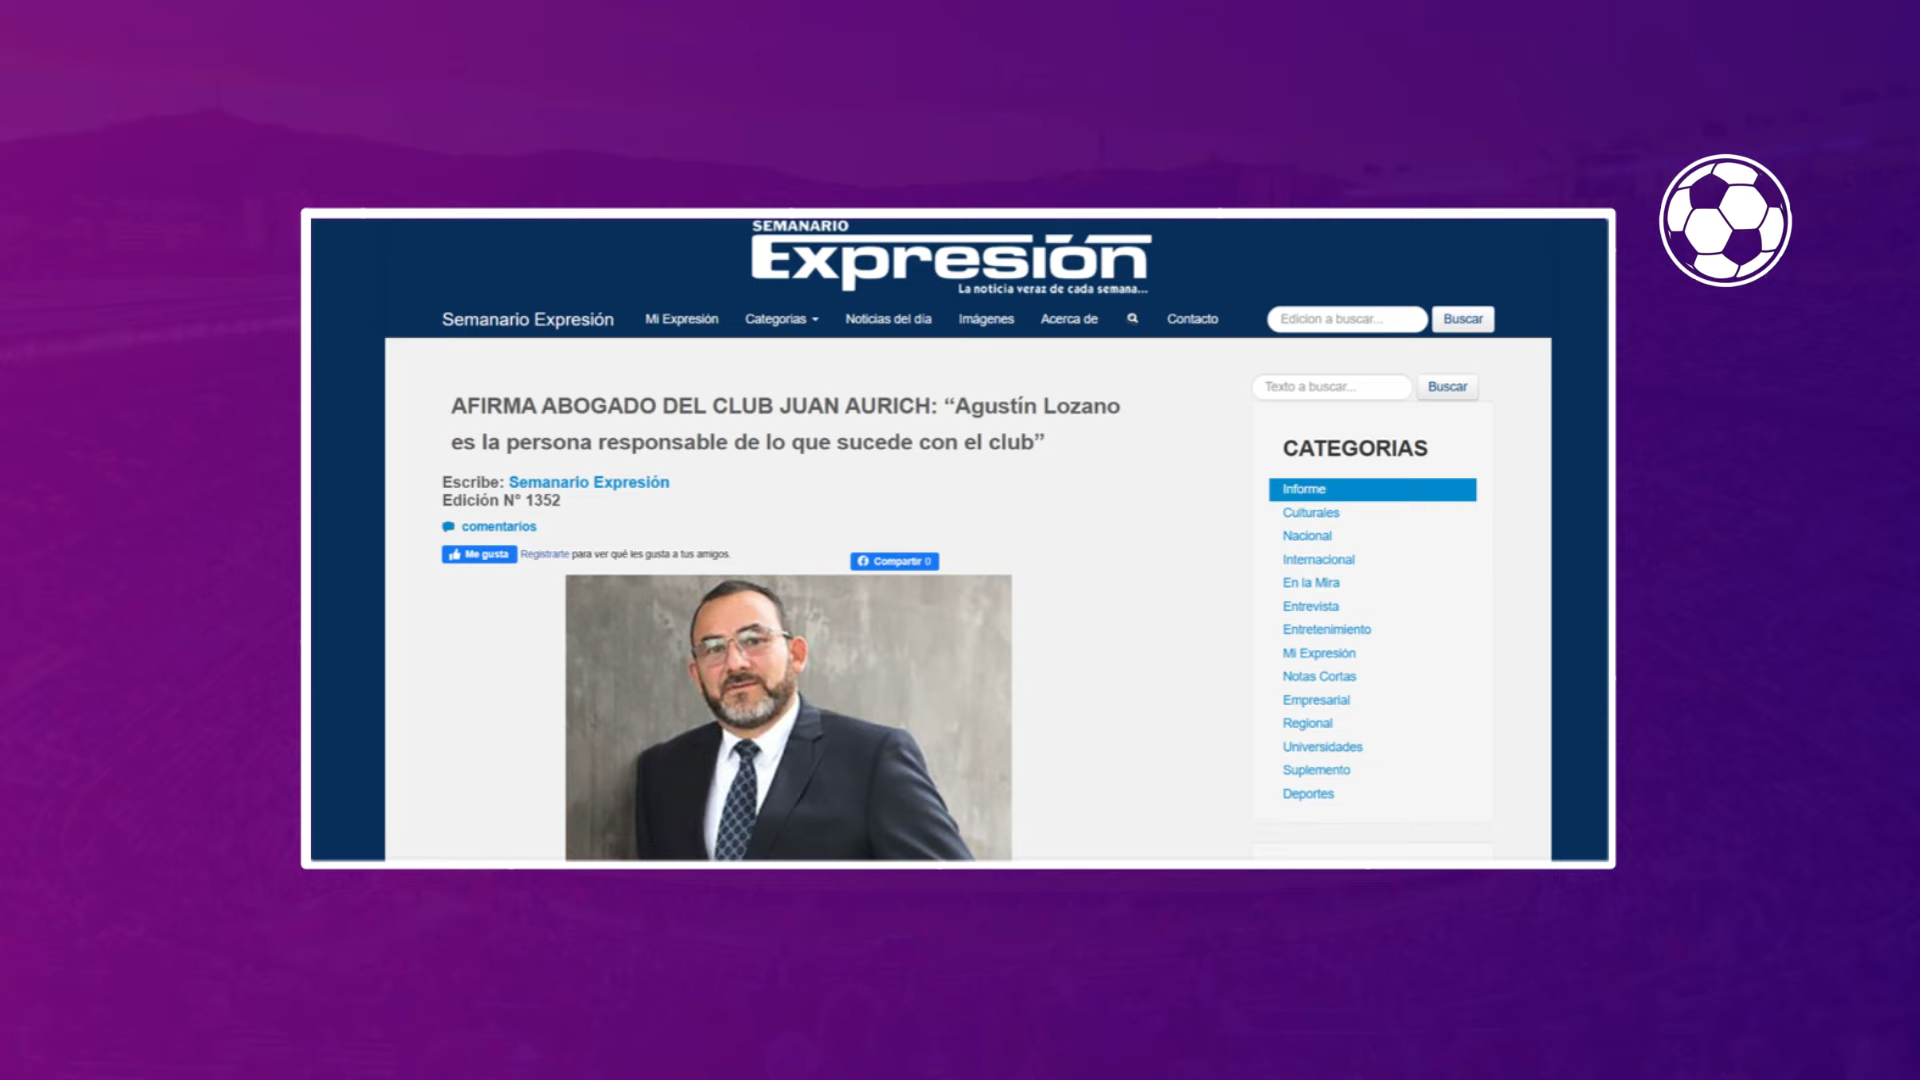 SEMANARIO
Expresión
La noticia veraz de cada semana...
Semanario Expresión Mi Expresión Categorias Noticias del día Imágenes Acerca de Contacto Edicion a buscar... Buscar
Texto a buscar... Buscar
AFIRMA ABOGADO DEL CLUB JUAN AURICH: “Agustín Lozano
es la persona responsable de lo que sucede con el club”
Escribe: Semanario Expresión
Edición N° 1352
comentarios
Me gusta Registrarte para ver qué les gusta a tus amigos.
Compartir 0
CATEGORIAS
Informe
Culturales
Nacional
Internacional
En la Mira
Entrevista
Entretenimiento
Mi Expresión
Notas Cortas
Empresarial
Regional
Universidades
Suplemento
Deportes